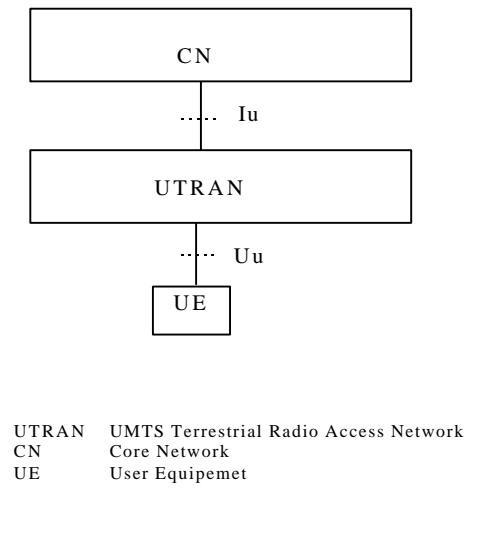 CN
Iu
UTRAN
Uu
UE
UTRAN UMTS Terrestrial Radio Access Network
CN Core Network
UE User Equipemet